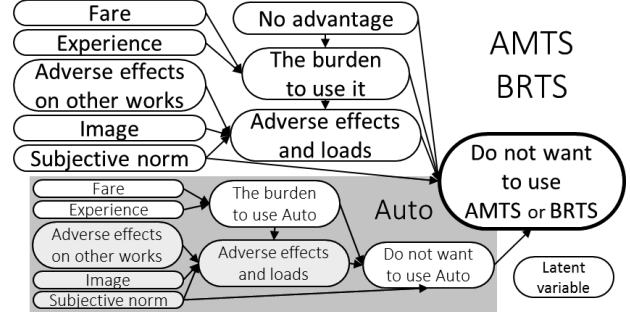 Fare
Experience
Adverse effects
on other works
Image
Subjective norm
No advantage
The burden
to use it
Adverse effects
and loads
AMTS
BRTS
Do not want
to use
AMTS or BRTS
Fare
Experience
Adverse effects
on other works
Image
Subjective norm
The burden
to use Auto
Adverse effects
and loads
Auto
Do not want
to use Auto
Latent
variable